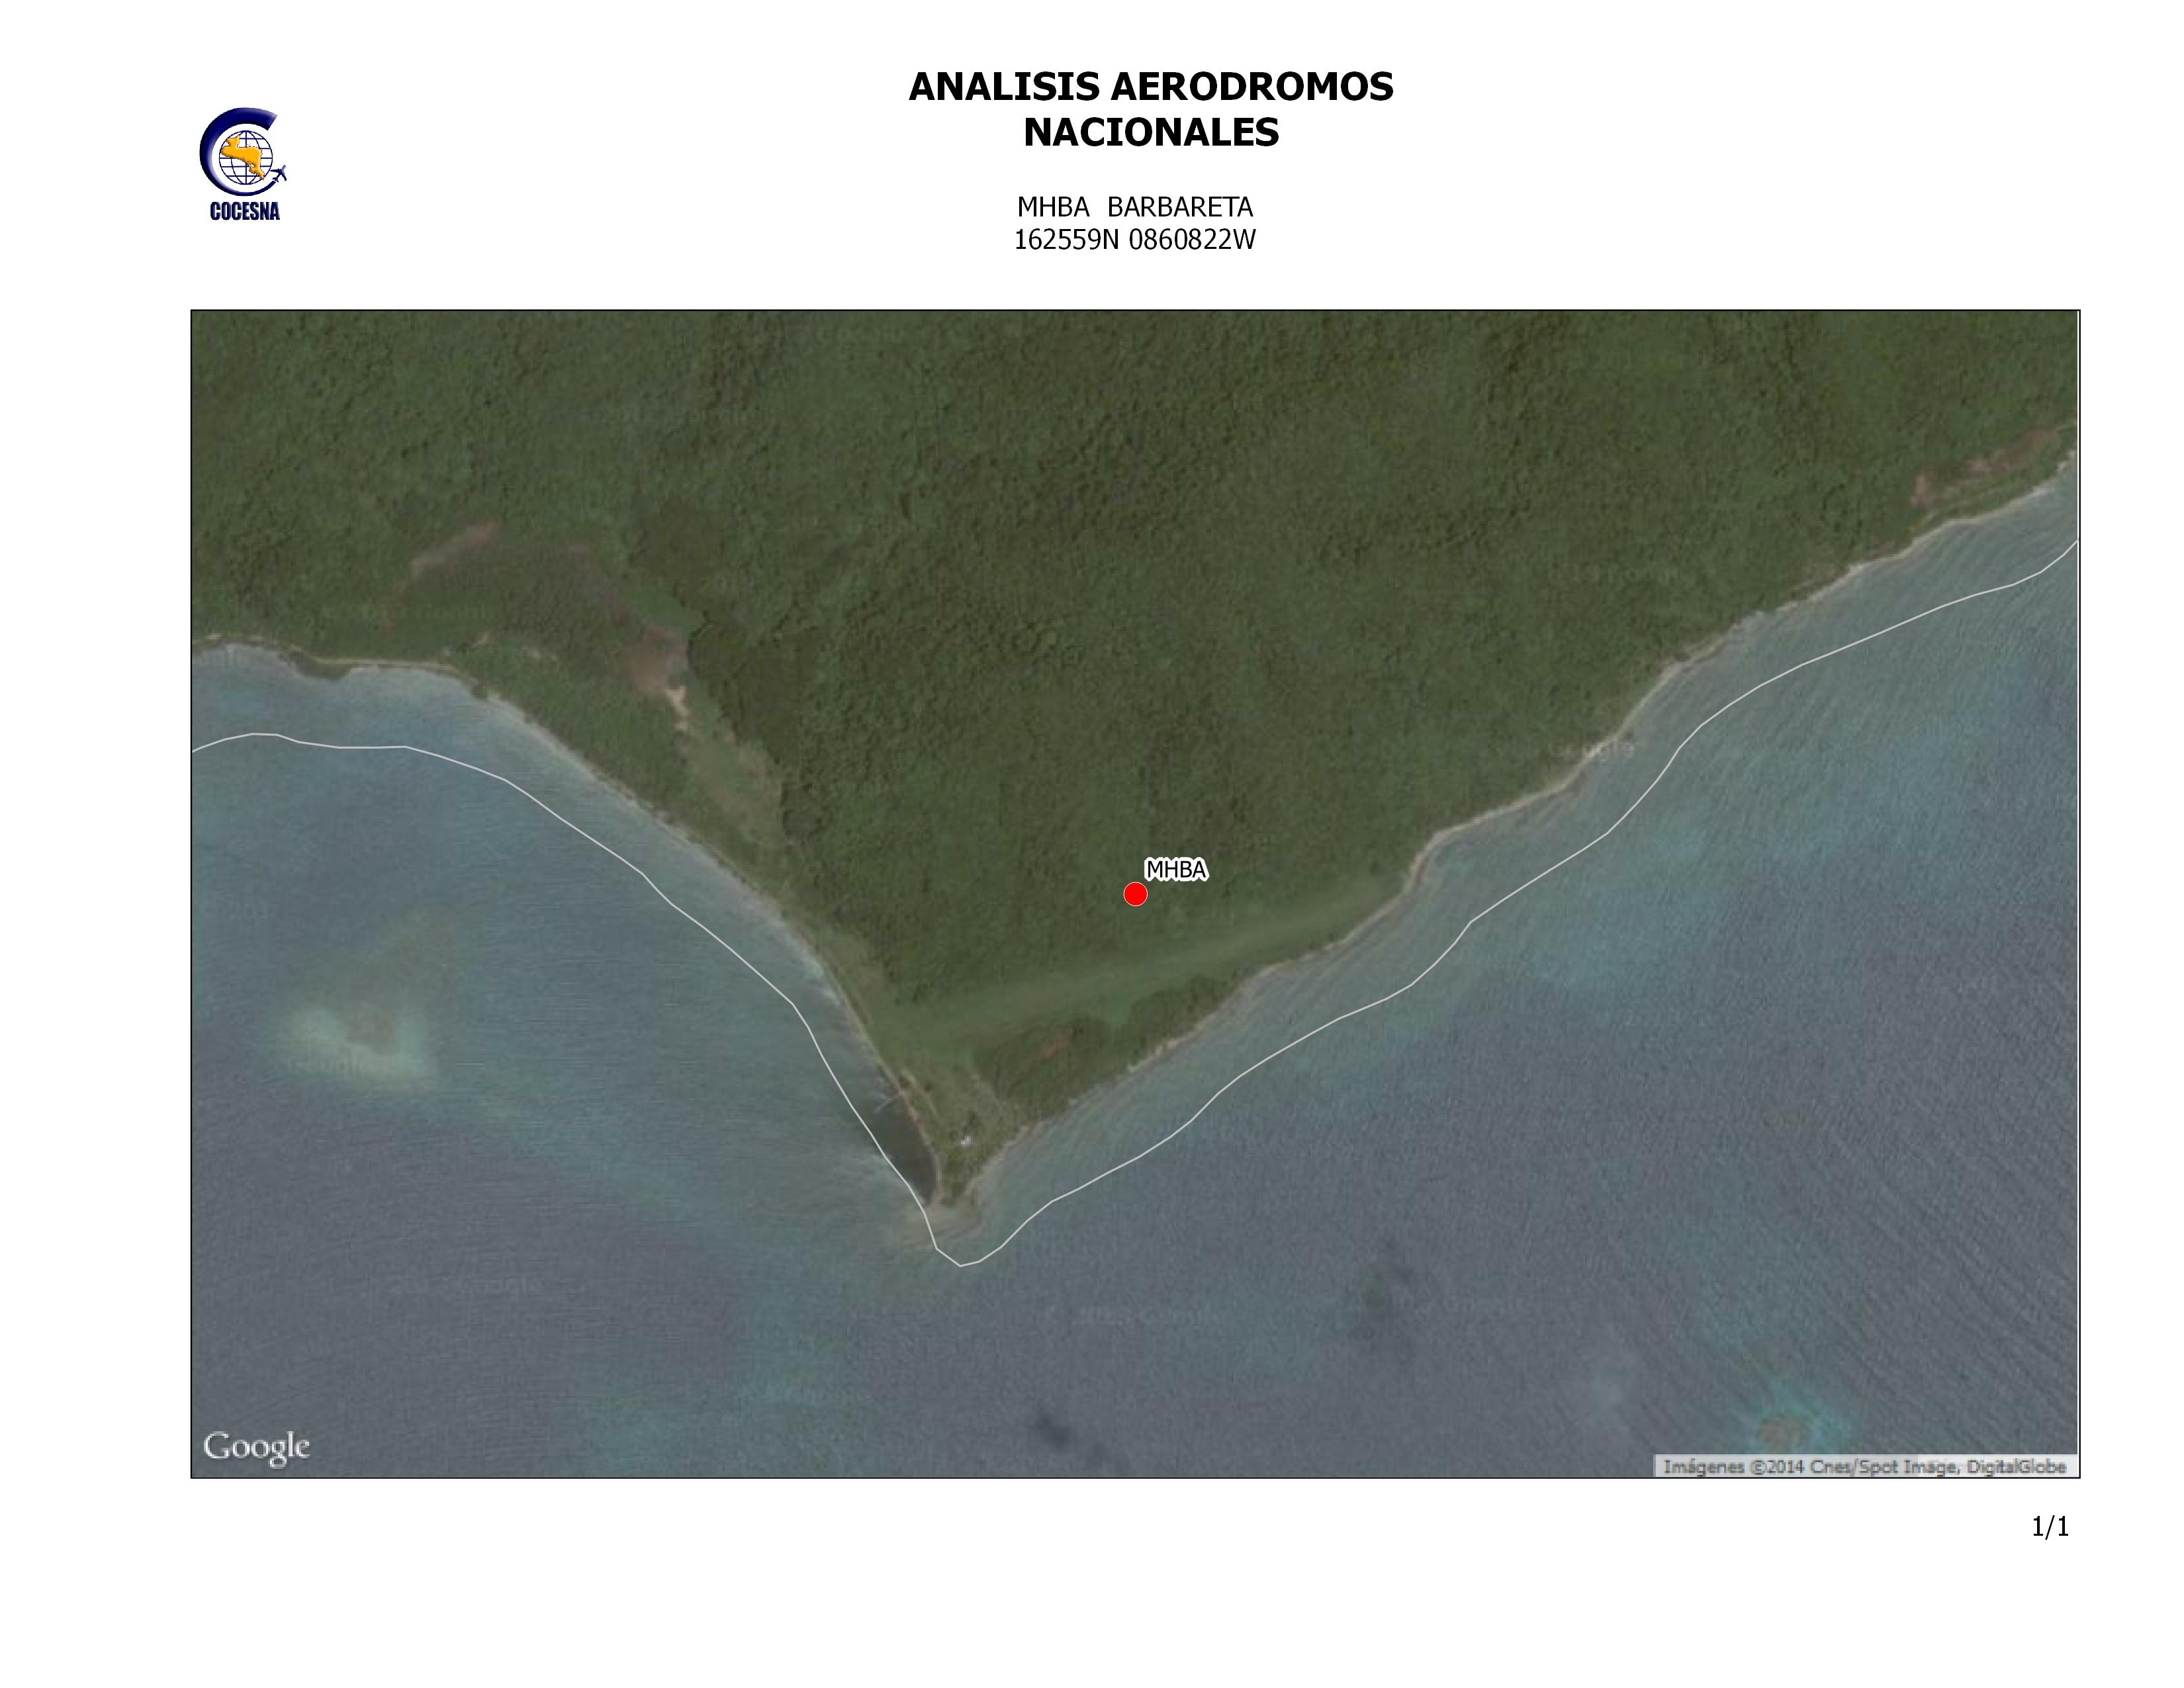 ANALISIS AERODROMOS
NACIONALES
COCESNA
MHBA BARBARETA
162559N 0860822W
MHBA
Google
Imágenes ©2014 Cnes/Spot Image, DigitalGlobe
1/1